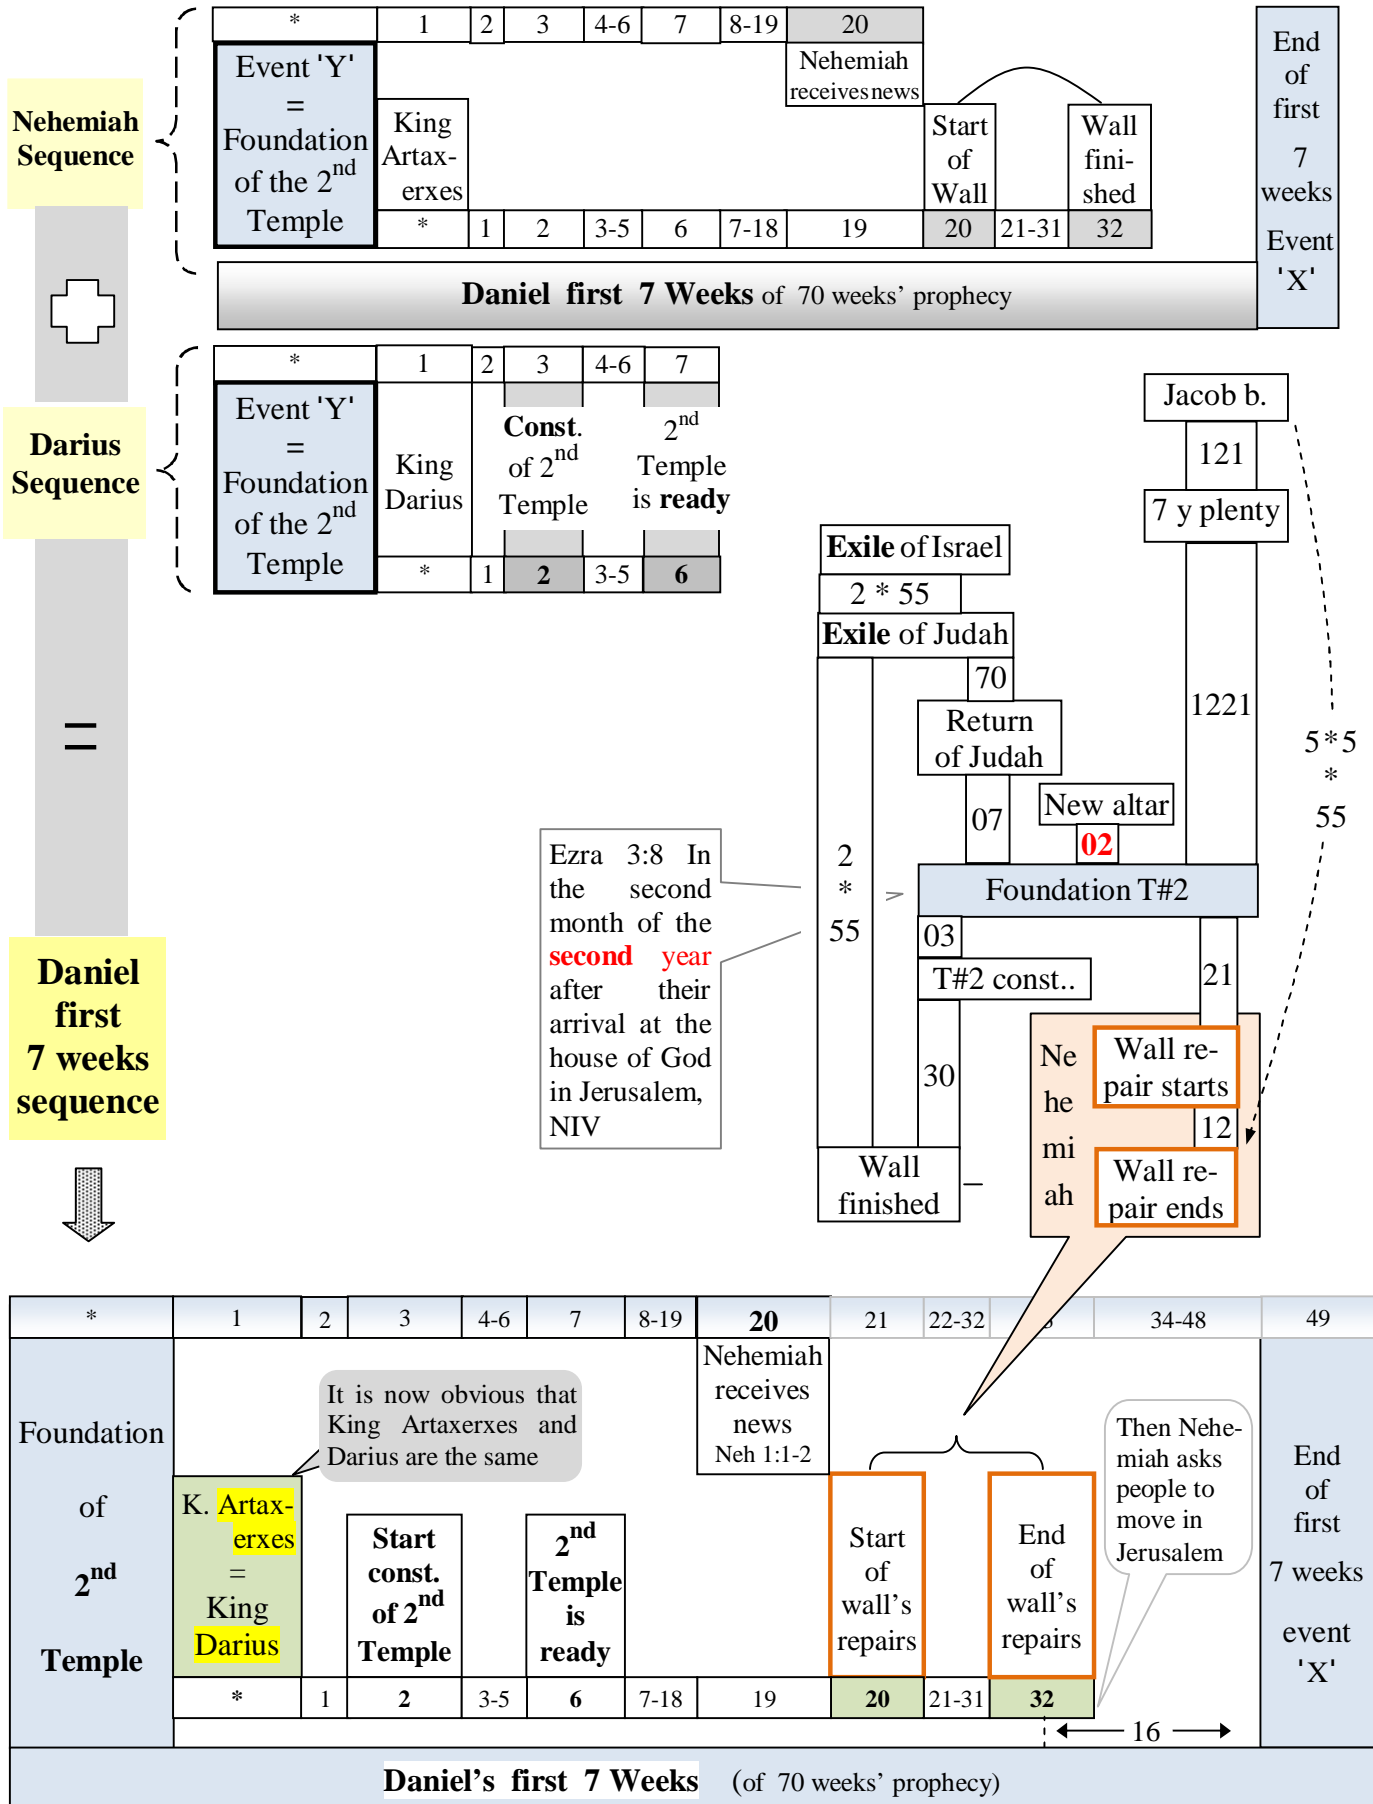 * 1 2 3 4-6 7 8-19 20
Event 'Y'
=
Foundation
of the 2nd
Temple
King
Artax-
erxes
Nehemiah
receives news
Start
of
Wall
Wall
fini-
shed
* 1 2 3-5 6 7-18 19 20 21-31 32
End
of
first
7
weeks
Event
'X'
Nehemiah
Sequence
Daniel first 7 Weeks of 70 weeks' prophecy
* 1 2 3 4-6 7
Event 'Y'
=
Foundation
of the 2nd
Temple
King
Darius
Const.
of 2nd
Temple
2nd
Temple
is ready
* 1 2 3-5 6
Darius
Sequence
=
Daniel
first
7 weeks
sequence
Jacob b.
121
7 y plenty
1221
5*5
*
55
Exile of Israel
2 * 55
Exile of Judah
70
Return
of Judah
07
New altar
02
2
*
55
Foundation T#2
Ezra 3:8 In
the second
month of the
second year
after their
arrival at the
house of God
in Jerusalem,
NIV
03
T#2 const..
30
21
Ne
he
mi
ah
Wall re-
pair starts
12
Wall re-
pair ends
Wall
finished
* 1 2 3 4-6 7 8-19 20 21 22-32 34-48 49
Foundation
of
2nd
Temple
It is now obvious that
King Artaxerxes and
Darius are the same
K. Artax-
erxes
=
King
Darius
Start
const.
of 2nd
Temple
2nd
Temple
is
ready
Nehemiah
receives
news
Neh 1:1-2
Start
of
wall's
repairs
End
of
wall's
repairs
Then Nehe-
miah asks
people to
move in
Jerusalem
End
of
first
7 weeks
event
'X'
* 1 2 3-5 6 7-18 19 20 21-31 32
16
Daniel's first 7 Weeks (of 70 weeks' prophecy)